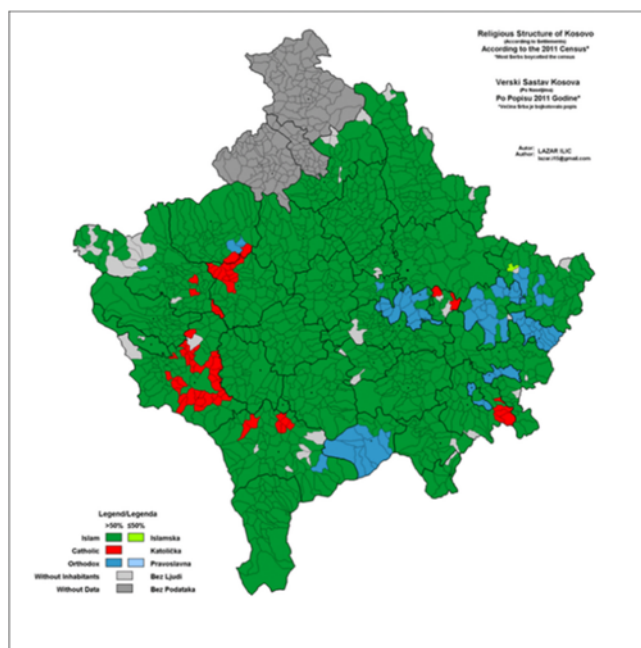 Religious Structure of Kosovo
(According to Settlements)
According to the 2011 Census*
*Most Serbs boycotted the census
Verski Sastav Kosova
(Po Naseljima)
Po Popisu 2011 Godine*
*Većina Srba je bojkotovala popis
Autor: LAZAR ILIC
Author:
Legend/Legenda
>50% ≤50%
Islam Islamska
Catholic Katolička
Orthodox Pravoslavna
Without Inhabitants Bez Ljudi
Without Data Bez Podataka